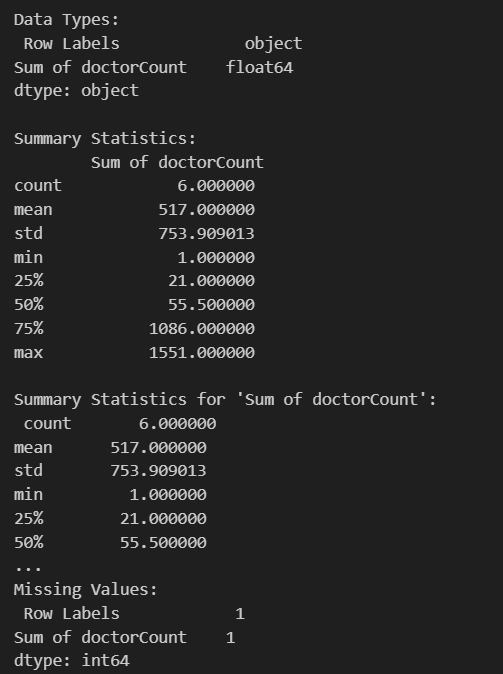 Data Types:
Row Labels object
Sum of doctorCount float64
dtype: object
Summary Statistics:
Sum of doctorCount
count 6.000000
mean 517.000000
std 753.909013
min 1.000000
25% 21.000000
50% 55.500000
75% 1086.000000
max 1551.000000
Summary Statistics for 'Sum of doctorCount':
count 6.000000
mean 517.000000
std 753.909013
min 1.000000
25% 21.000000
50% 55.500000
...
Missing Values:
Row Labels 1
Sum of doctorCount 1
dtype: int64